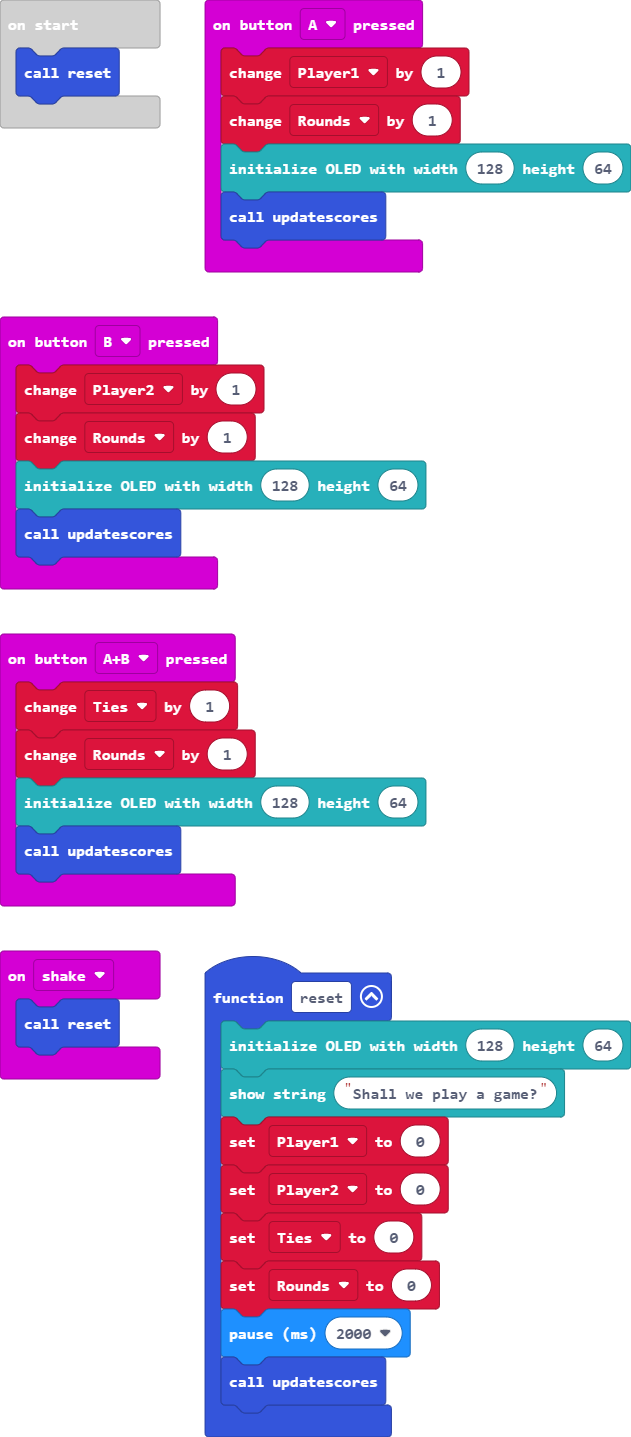 on start
call reset
on button A pressed
change Player1 by 1
change Rounds by 1
initialize OLED with width 128 height 64
call updatescores
on button B pressed
change Player2 by 1
change Rounds by 1
initialize OLED with width 128 height 64
call updatescores
on button A+B pressed
change Ties by 1
change Rounds by 1
initialize OLED with width 128 height 64
call updatescores
on shake
call reset
function reset
initialize OLED with width 128 height 64
show string "Shall we play a game?"
set Player1 to 0
set Player2 to 0
set Ties to 0
set Rounds to 0
pause (ms) 2000
call updatescores